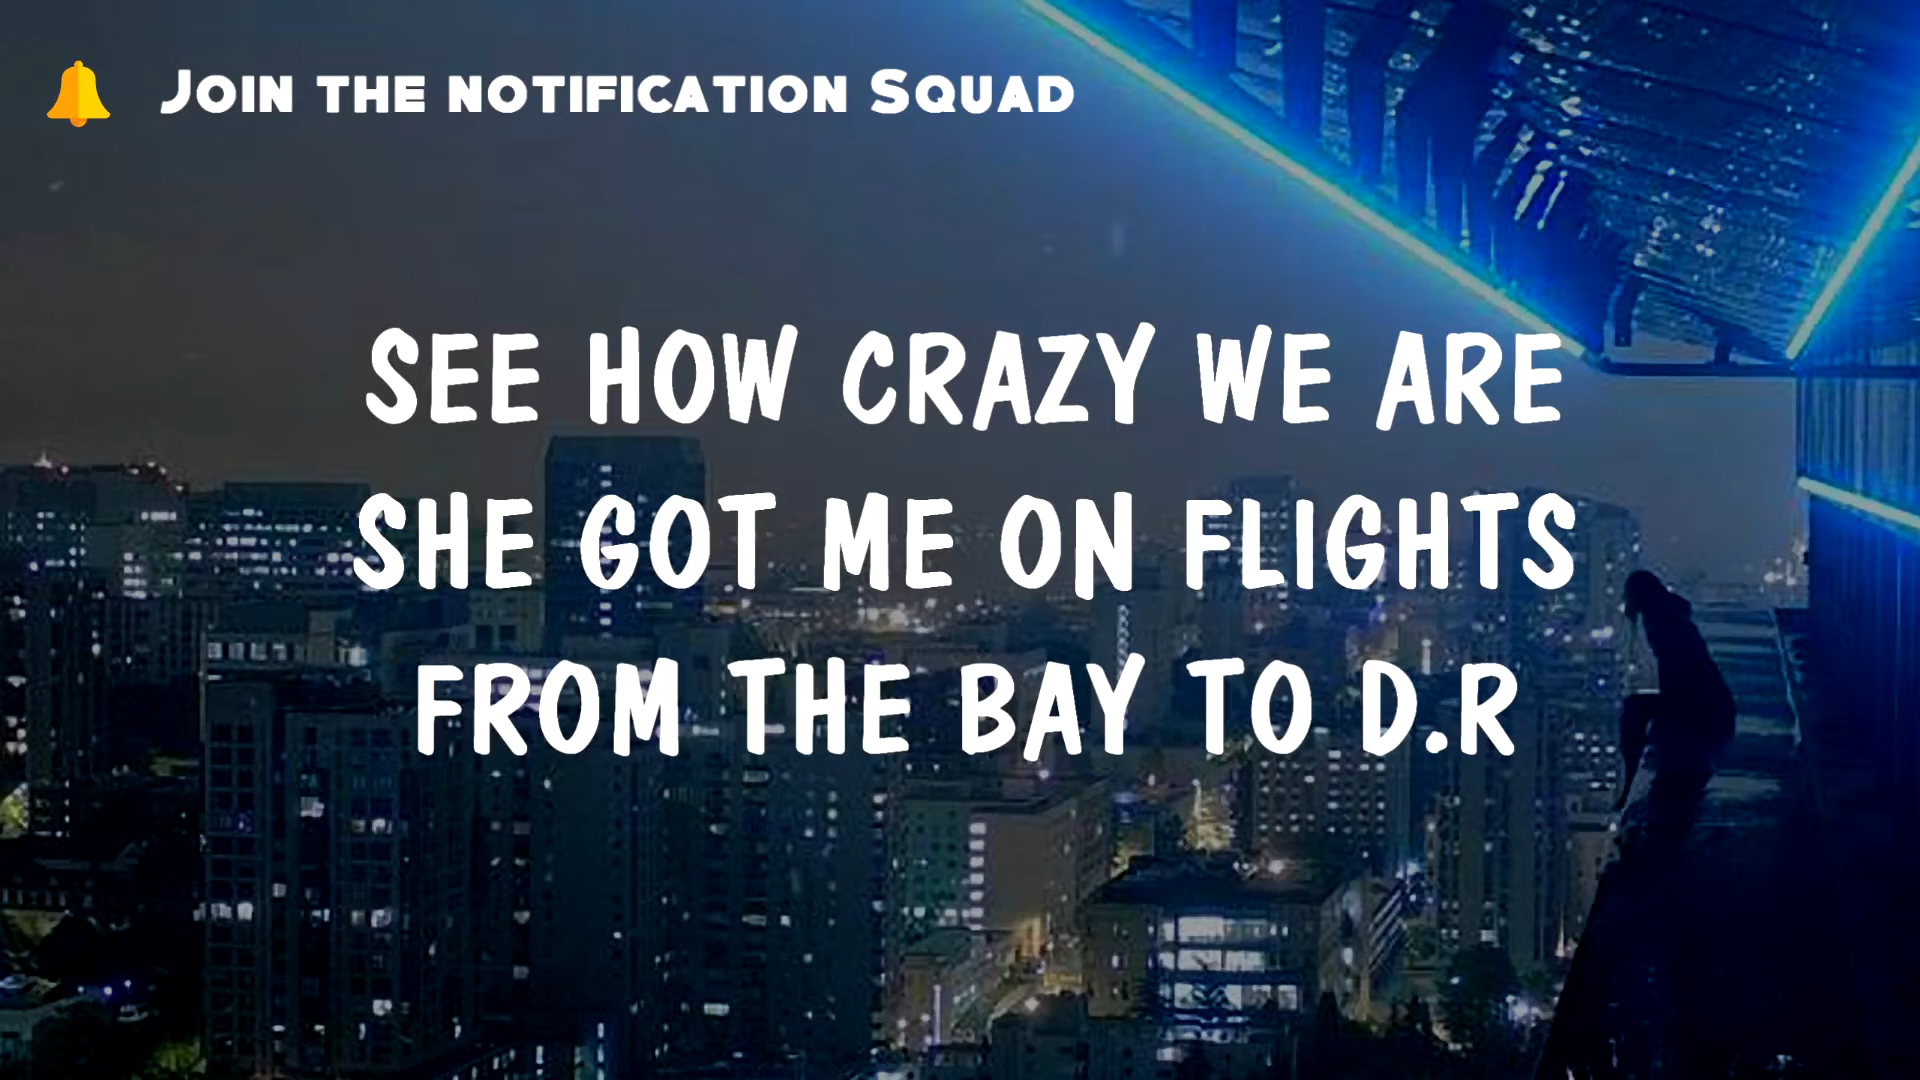 Join the notification Squad
SEE HOW CRAZY WE ARE
SHE GOT ME ON FLIGHTS
FROM THE BAY TO D.R